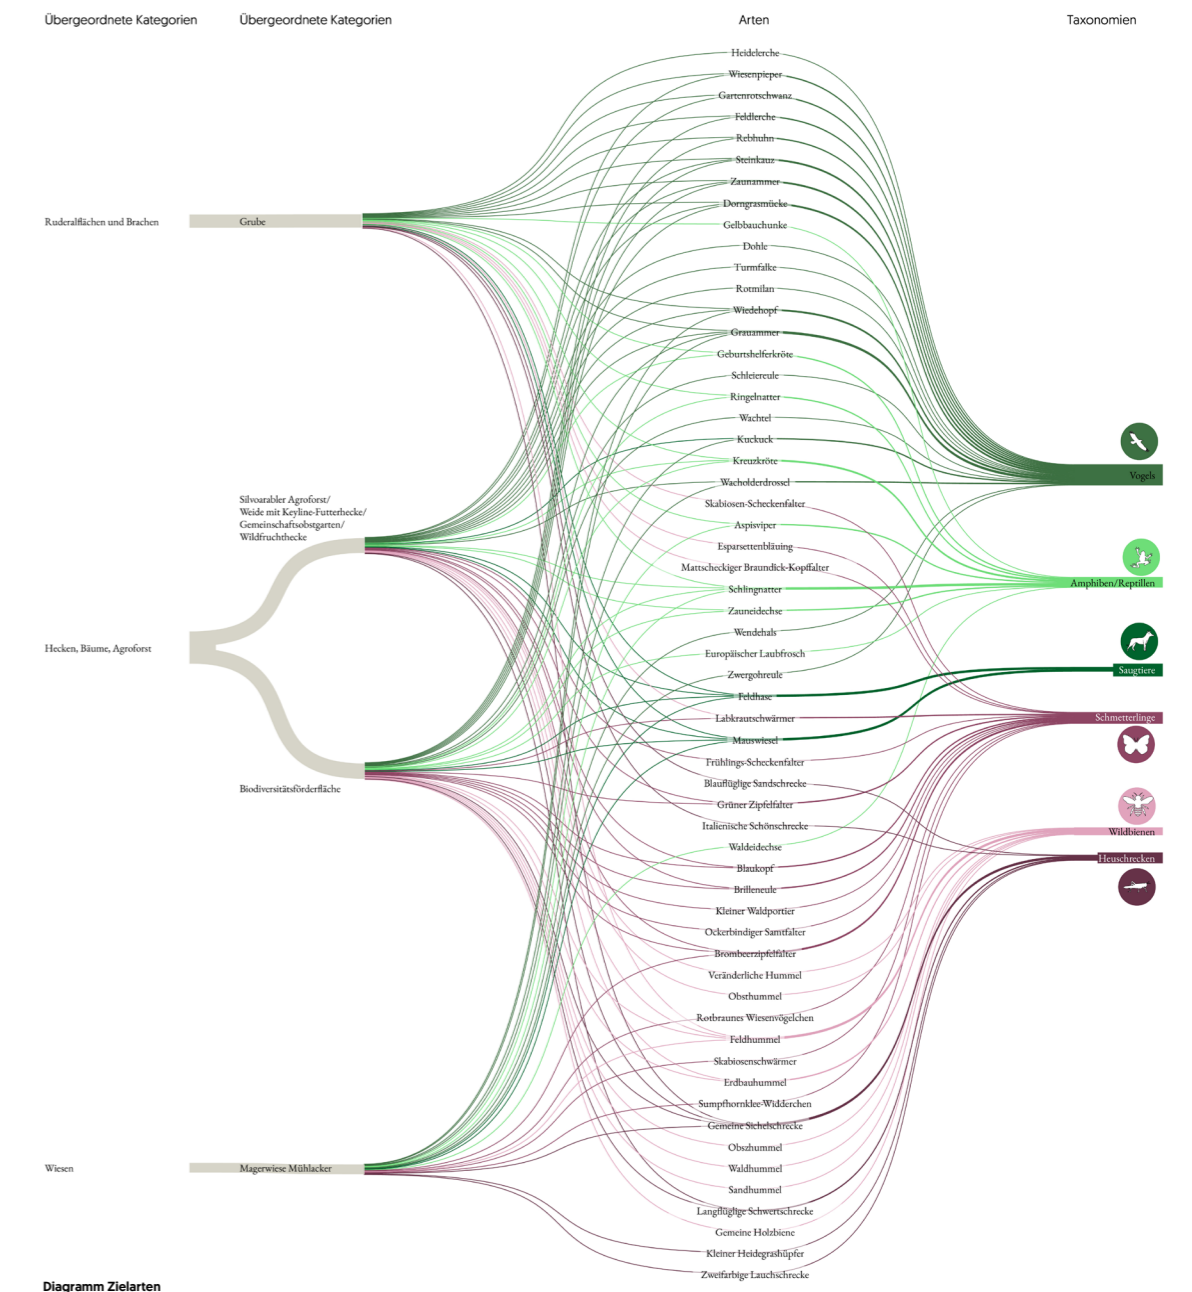 Übergeordnete Kategorien
Übergeordnete Kategorien
Arten
Taxonomien
Ruderalflächen und Brachen
Grube
Silvoarabler Agroforst/
Weide mit Keyline-Futterhecke/
Gemeinschaftsobstgarten/
Wildfruchthecke
Hecken, Bäume, Agroforst
Biodiversitätsförderfläche
Wiesen
Magerwiese Mühlacker
Heidelerche
Wiesenpieper
Gartenrotschwanz
Feldlerche
Rebhuhn
Steinkauz
Zaunammer
Dorngrasmücke
Gelbbauchunke
Dohle
Turmfalke
Rotmilan
Wiedehopf
Grauammer
Geburtshelferkröte
Schleiereule
Ringelnatter
Wachtel
Kuckuck
Kreuzkröte
Wacholderdrossel
Skabiosen-Scheckenfalter
Aspisviper
Esparsettenbläuing
Mattscheckiger Braundick-Kopffalter
Schlingnatter
Zauneidechse
Wendehals
Europäischer Laubfrosch
Zwergohreule
Feldhase
Labkrautschwärmer
Mauswiesel
Frühlings-Scheckenfalter
Blauflüglige Sandschrecke
Grüner Zipfelfalter
Italienische Schönschrecke
Waldeidechse
Blaukopf
Brilleneule
Kleiner Waldportier
Ockerbindiger Samtfalter
Brombeerzipfelfalter
Veränderliche Hummel
Obsthummel
Rotbraunes Wiesenvögelchen
Feldhummel
Skabiosenschwärmer
Erdbauhummel
Sumpfhornklee-Widderchen
Gemeine Sichelschrecke
Obszhummel
Waldhummel
Sandhummel
Langflüglige Schwertschrecke
Gemeine Holzbiene
Kleiner Heidegrashüpfer
Zweifarbige Lauchschrecke
Vogels
Amphiben/Reptillen
Saugtiere
Schmetterlinge
Wildbienen
Heuschrecken
Diagramm Zielarten